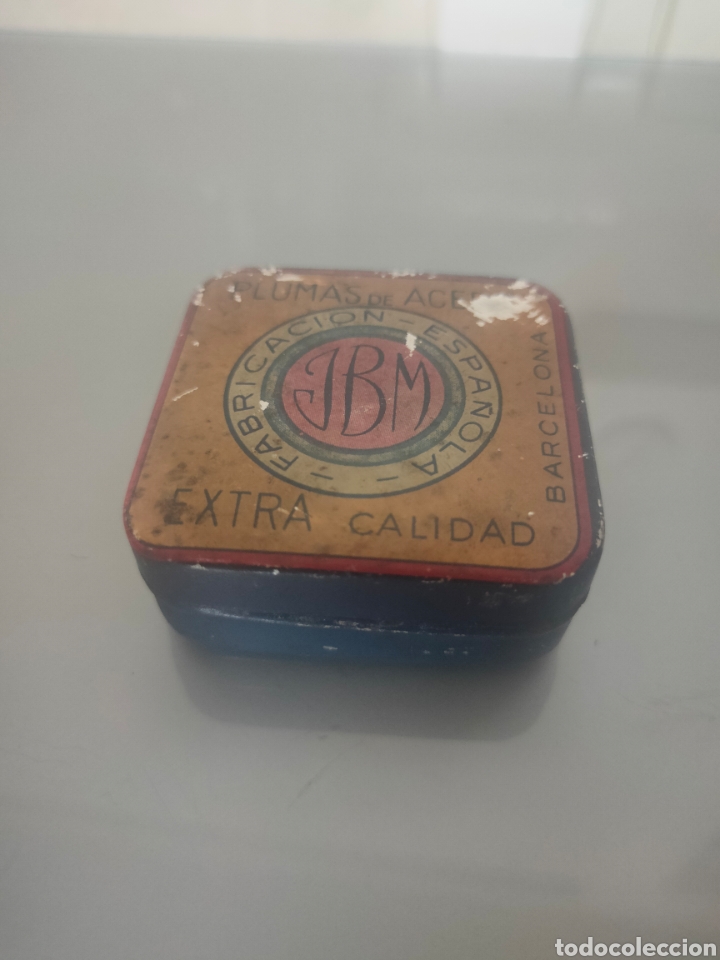 PLUMAS DE ACE
FABRICACION - ESPAÑOLA -
JBM
BARCELONA
EXTRA CALIDAD
todocoleccion